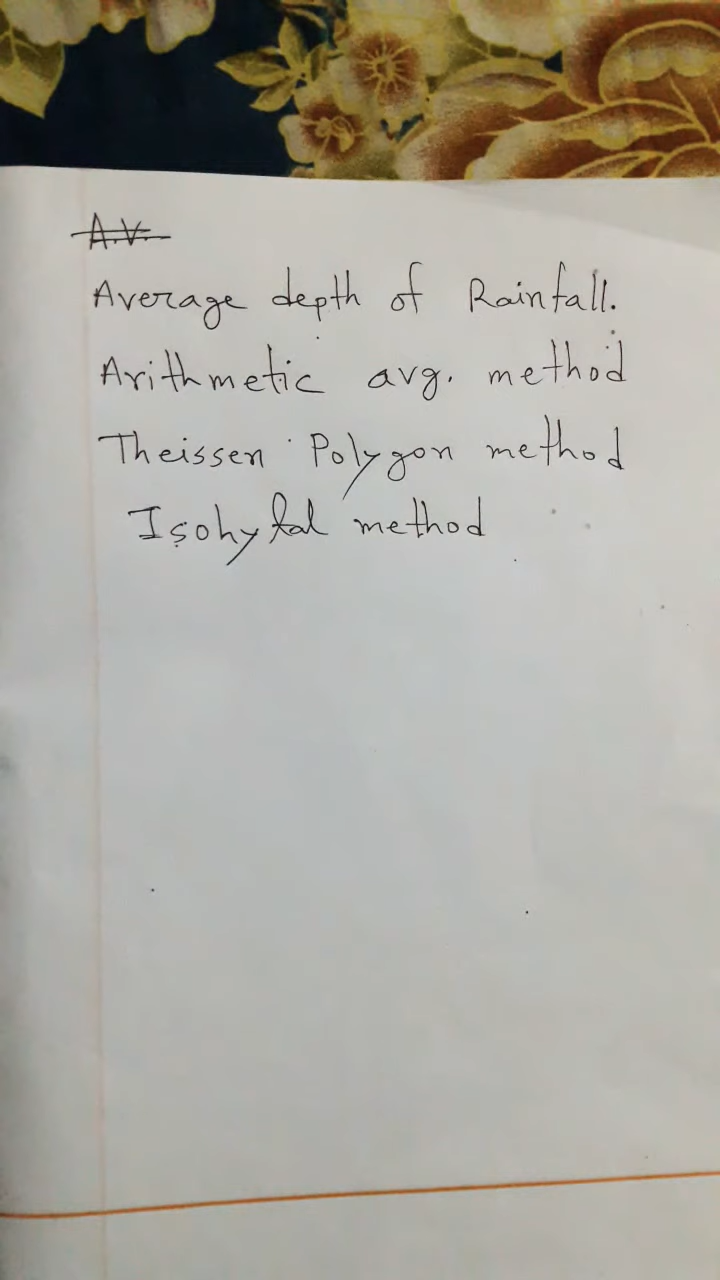 A.V.
Average depth of Rainfall.
Arithmetic avg. method
Theissen Polygon method
Isohytal method